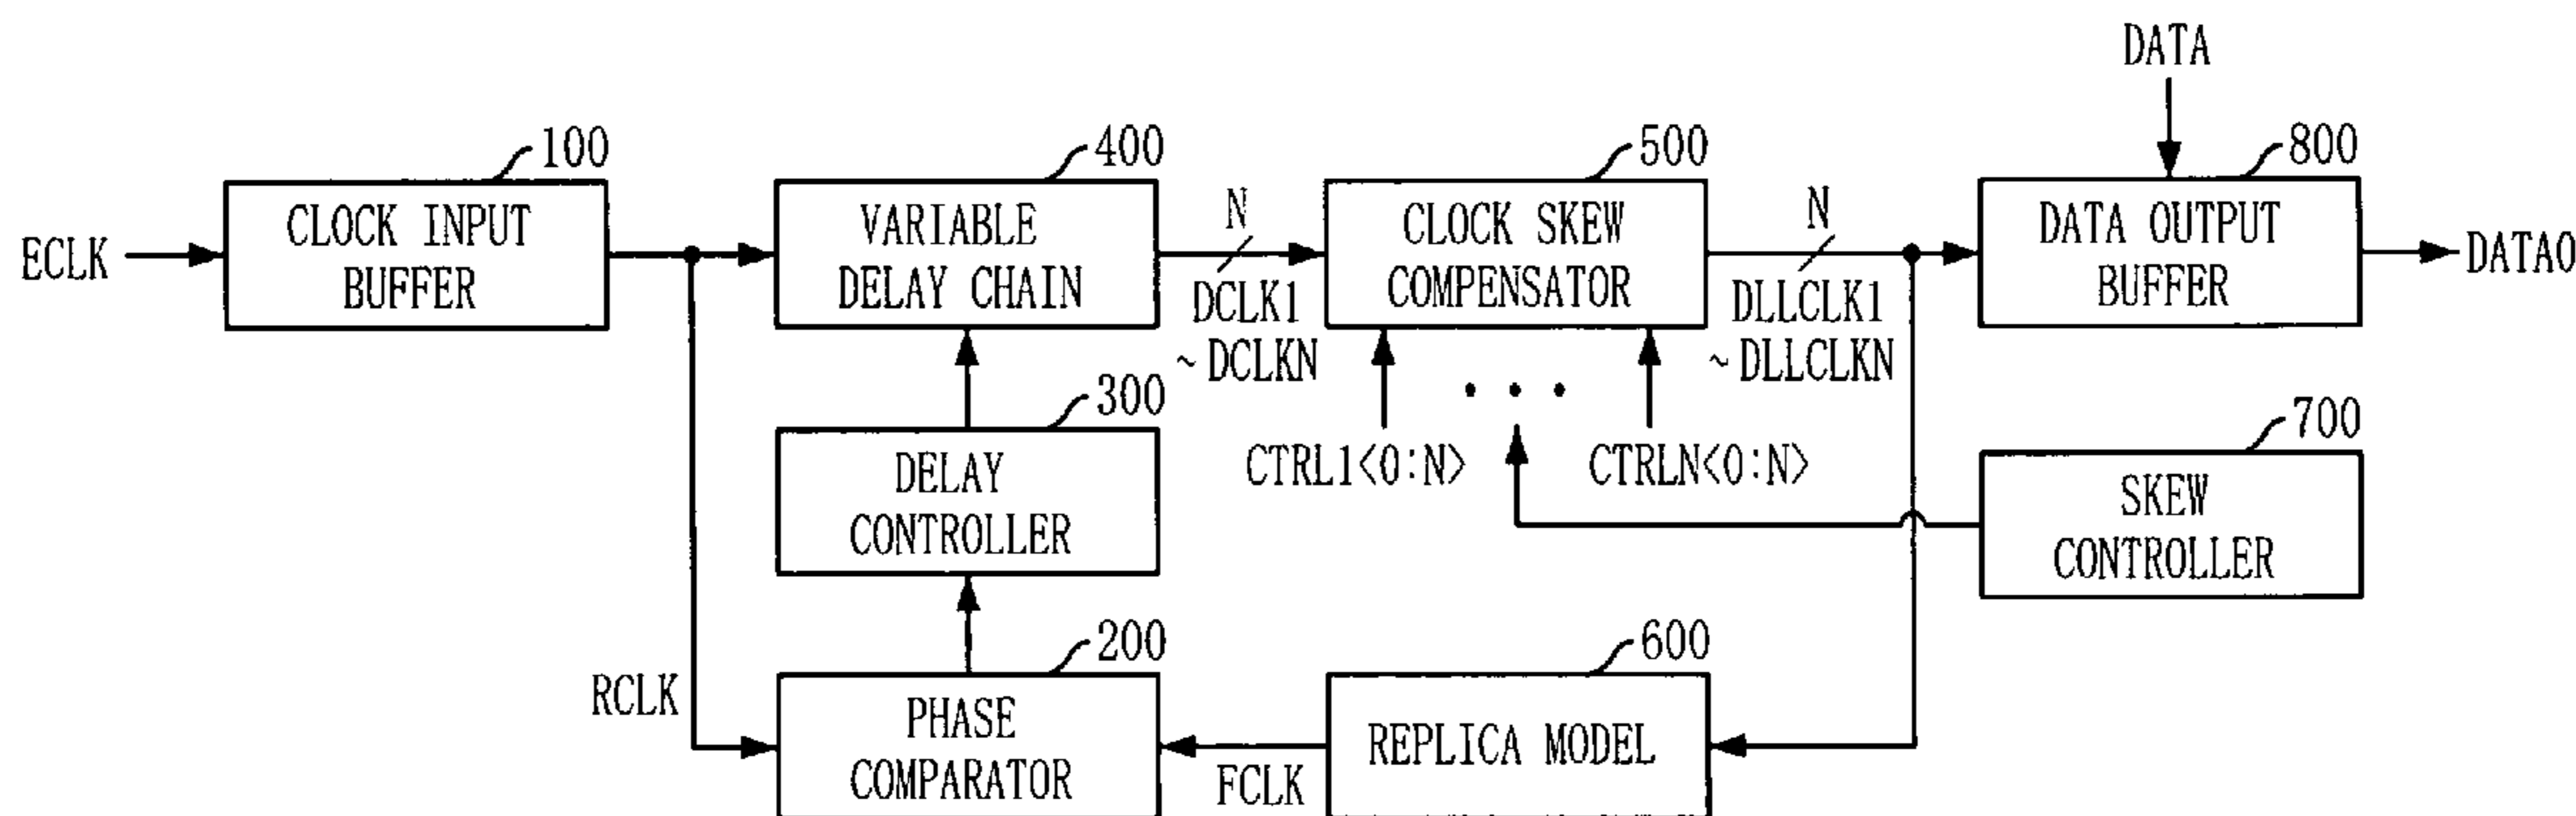 DATA
100
400
500
800
ECLK
CLOCK INPUT
BUFFER
VARIABLE
DELAY CHAIN
N
DCLK1
~ DCLKN
CLOCK SKEW
COMPENSATOR
N
DLLCLK1
~ DLLCLKN
DATA OUTPUT
BUFFER
DATAO
300
DELAY
CONTROLLER
CTRL1<0:N>
• • •
CTRLN<0:N>
700
SKEW
CONTROLLER
RCLK
200
PHASE
COMPARATOR
FCLK
600
REPLICA MODEL